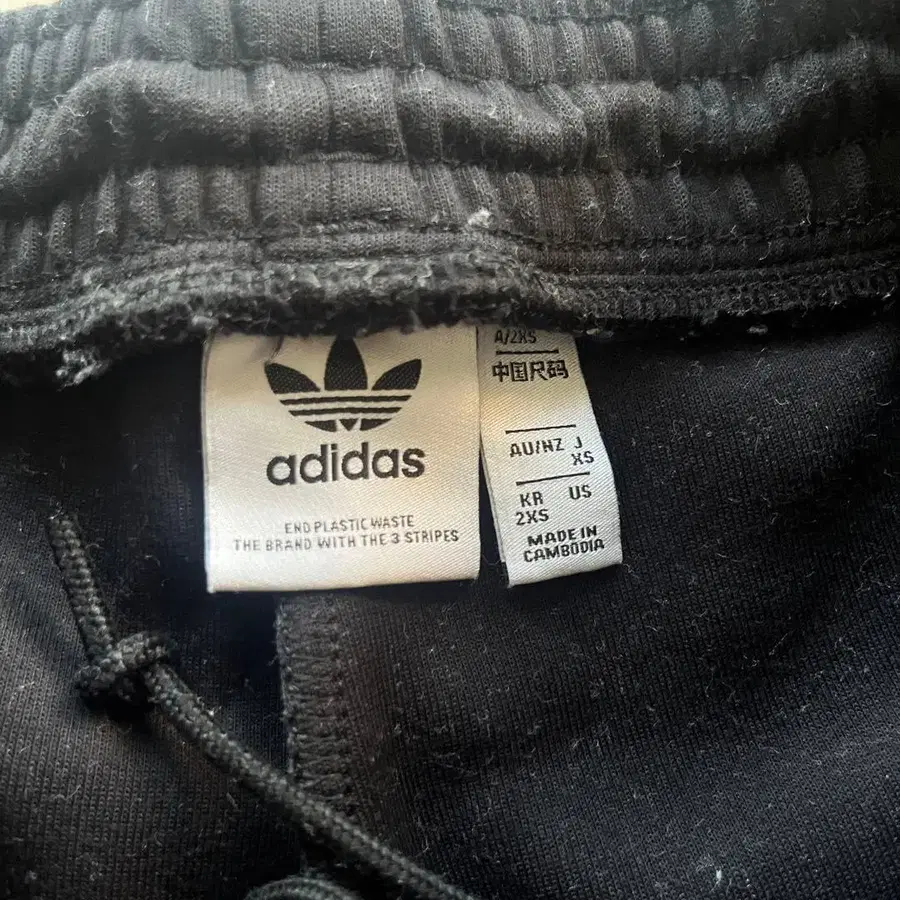 adidas
END PLASTIC WASTE
THE BRAND WITH THE 3 STRIPES
A/2XS
中国尺码
AU/NZ J
XS
KR US
2XS
MADE IN
CAMBODIA